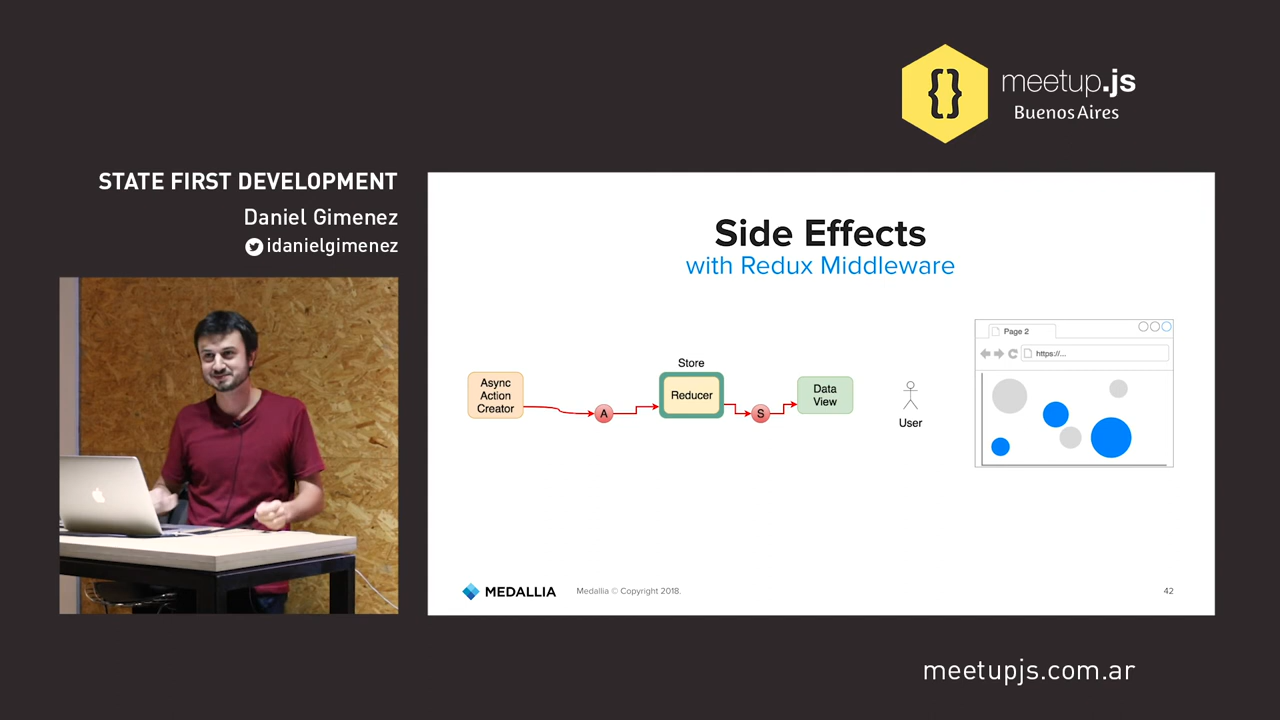 {}
meetup.js
Buenos Aires
STATE FIRST DEVELOPMENT
Daniel Gimenez
idanielgimenez
Side Effects
with Redux Middleware
Async
Action
Creator
A
Store
Reducer
S
Data
View
User
Page 2
https://...
MEDALLIA
Medallia © Copyright 2018.
42
meetupjs.com.ar